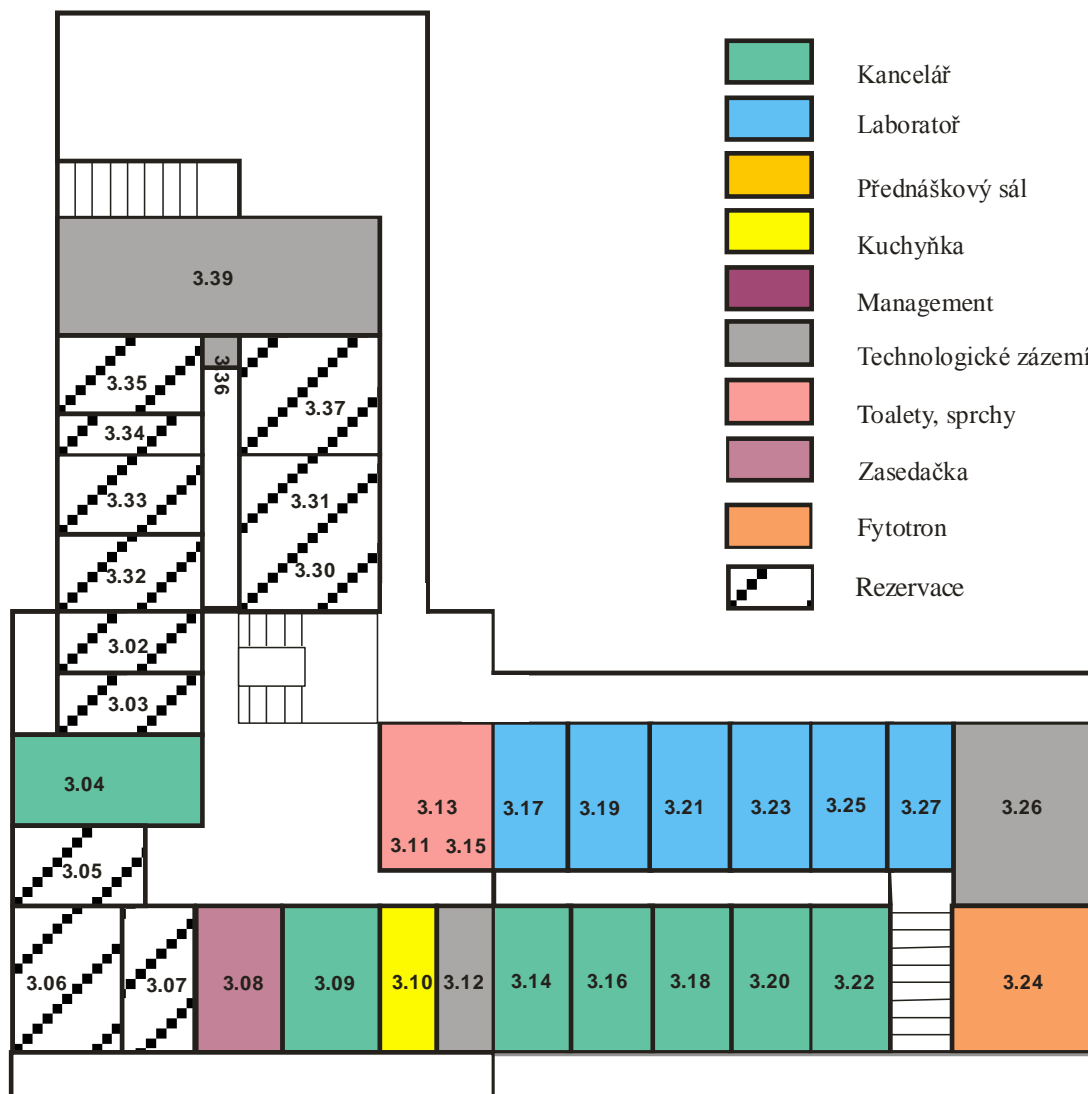 Kancelář
Laboratoř
Přednáškový sál
Kuchyňka
Management
Technologické zázemí
Toalety, sprchy
Zasedačka
Fytotron
Rezervace
3.39
3.36
3.35
3.37
3.34
3.33
3.31
3.32
3.30
3.02
3.03
3.04
3.05
3.13
3.11 3.15
3.17 3.19 3.21 3.23 3.25 3.27 3.26
3.06 3.07 3.08 3.09 3.10 3.12 3.14 3.16 3.18 3.20 3.22 3.24